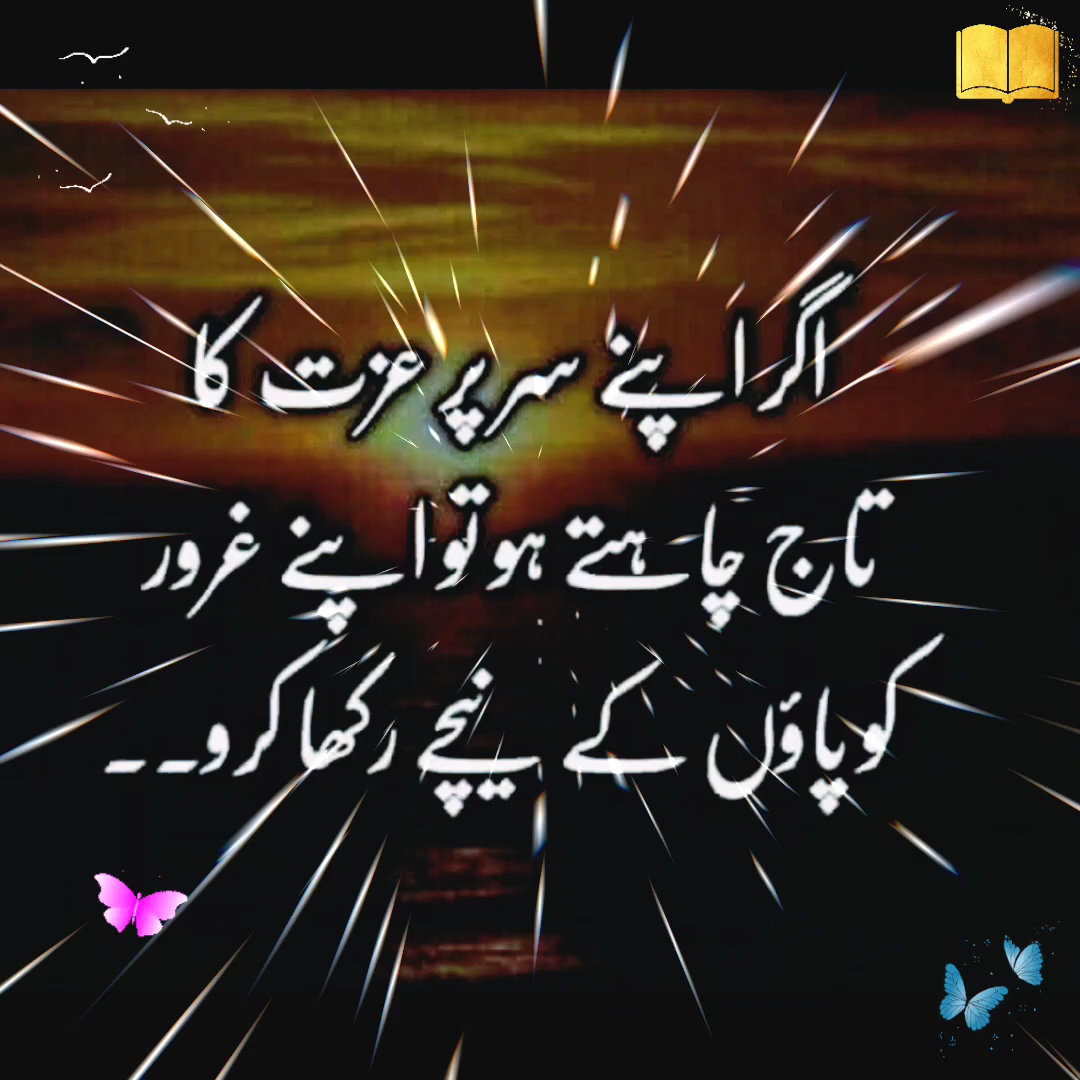 اگر اپنے سر پر عزت کا
تاج چاہتے ہو تو اپنے غرور
کو پاؤں کے نیچے رکھا کرو۔۔